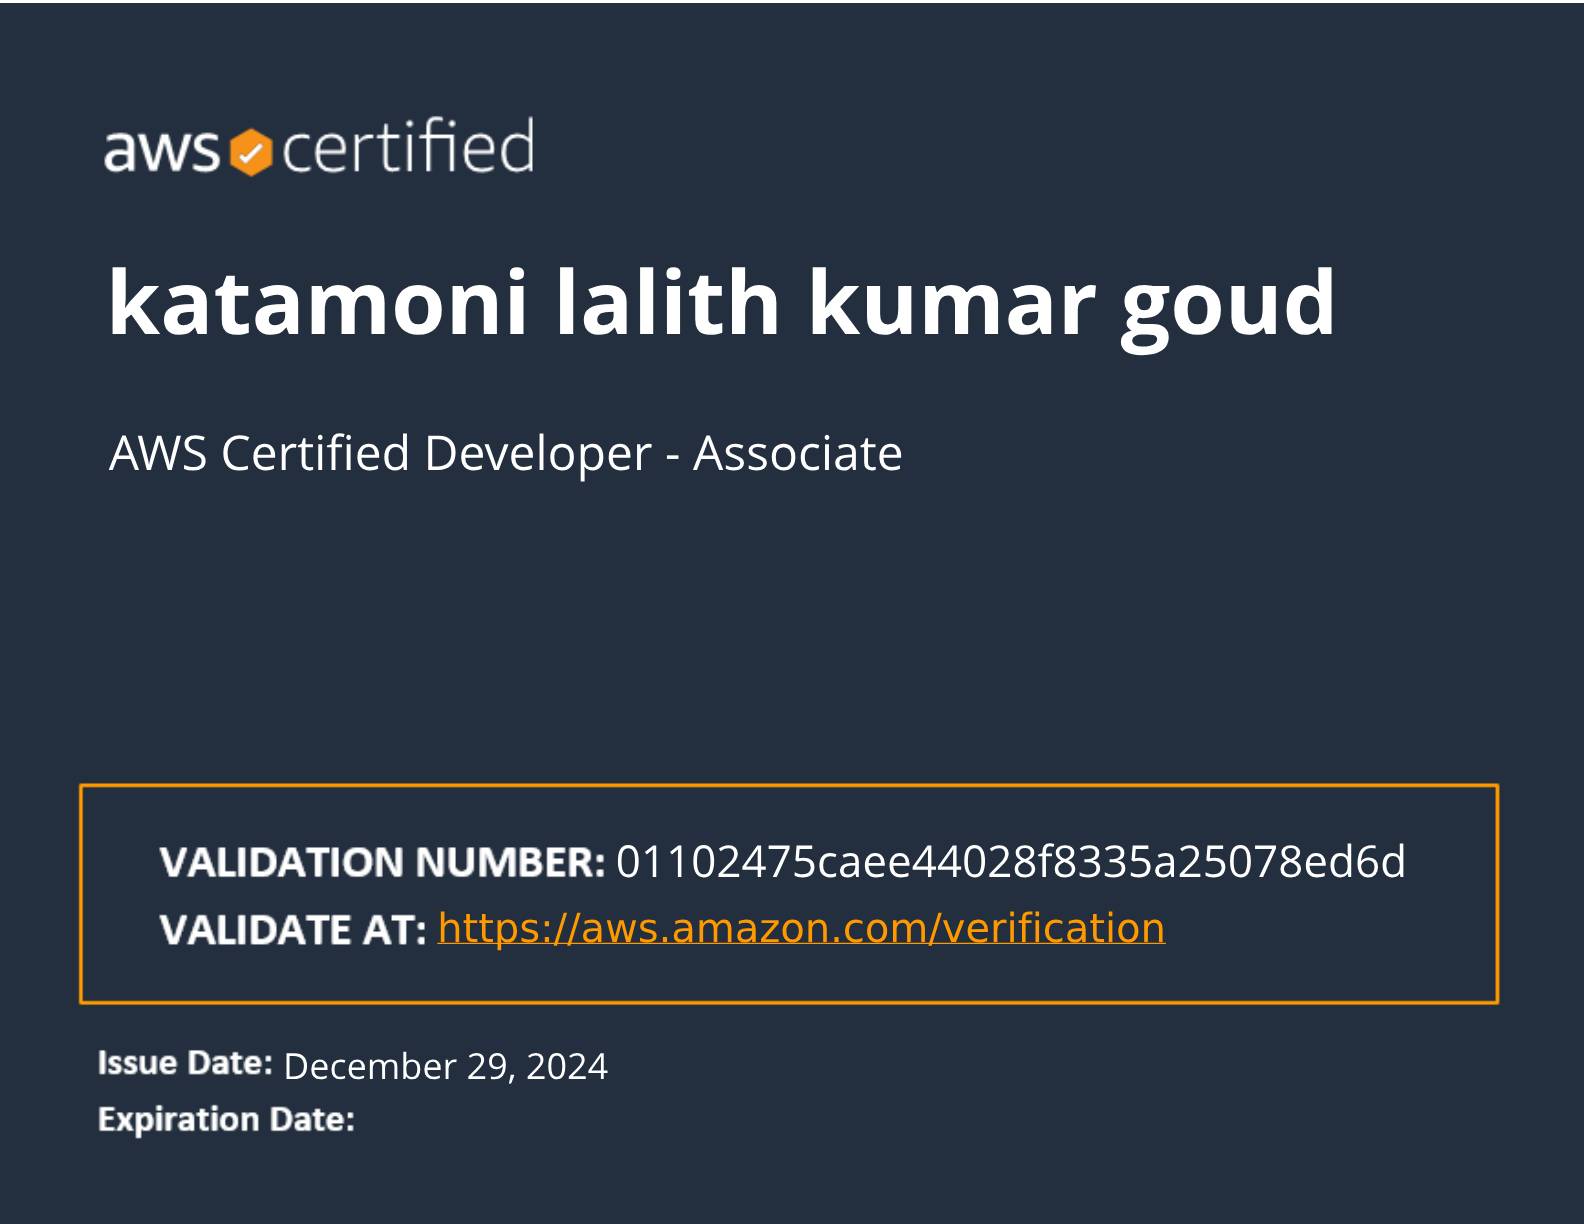 aws certified
katamoni lalith kumar goud
AWS Certified Developer - Associate
VALIDATION NUMBER: 01102475caee44028f8335a25078ed6d
VALIDATE AT: https://aws.amazon.com/verification
Issue Date: December 29, 2024
Expiration Date: